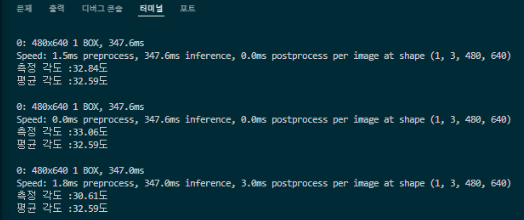 문제 출력 디버그 콘솔 터미널 포트
0: 480x640 1 BOX, 347.6ms
Speed: 1.5ms preprocess, 347.6ms inference, 0.0ms postprocess per image at shape (1, 3, 480, 640)
측정 각도 :32.84도
평균 각도 :32.59도
0: 480x640 1 BOX, 347.6ms
Speed: 0.0ms preprocess, 347.6ms inference, 0.0ms postprocess per image at shape (1, 3, 480, 640)
측정 각도 :33.06도
평균 각도 :32.59도
0: 480x640 1 BOX, 347.0ms
Speed: 1.8ms preprocess, 347.0ms inference, 3.0ms postprocess per image at shape (1, 3, 480, 640)
측정 각도 :30.61도
평균 각도 :32.59도